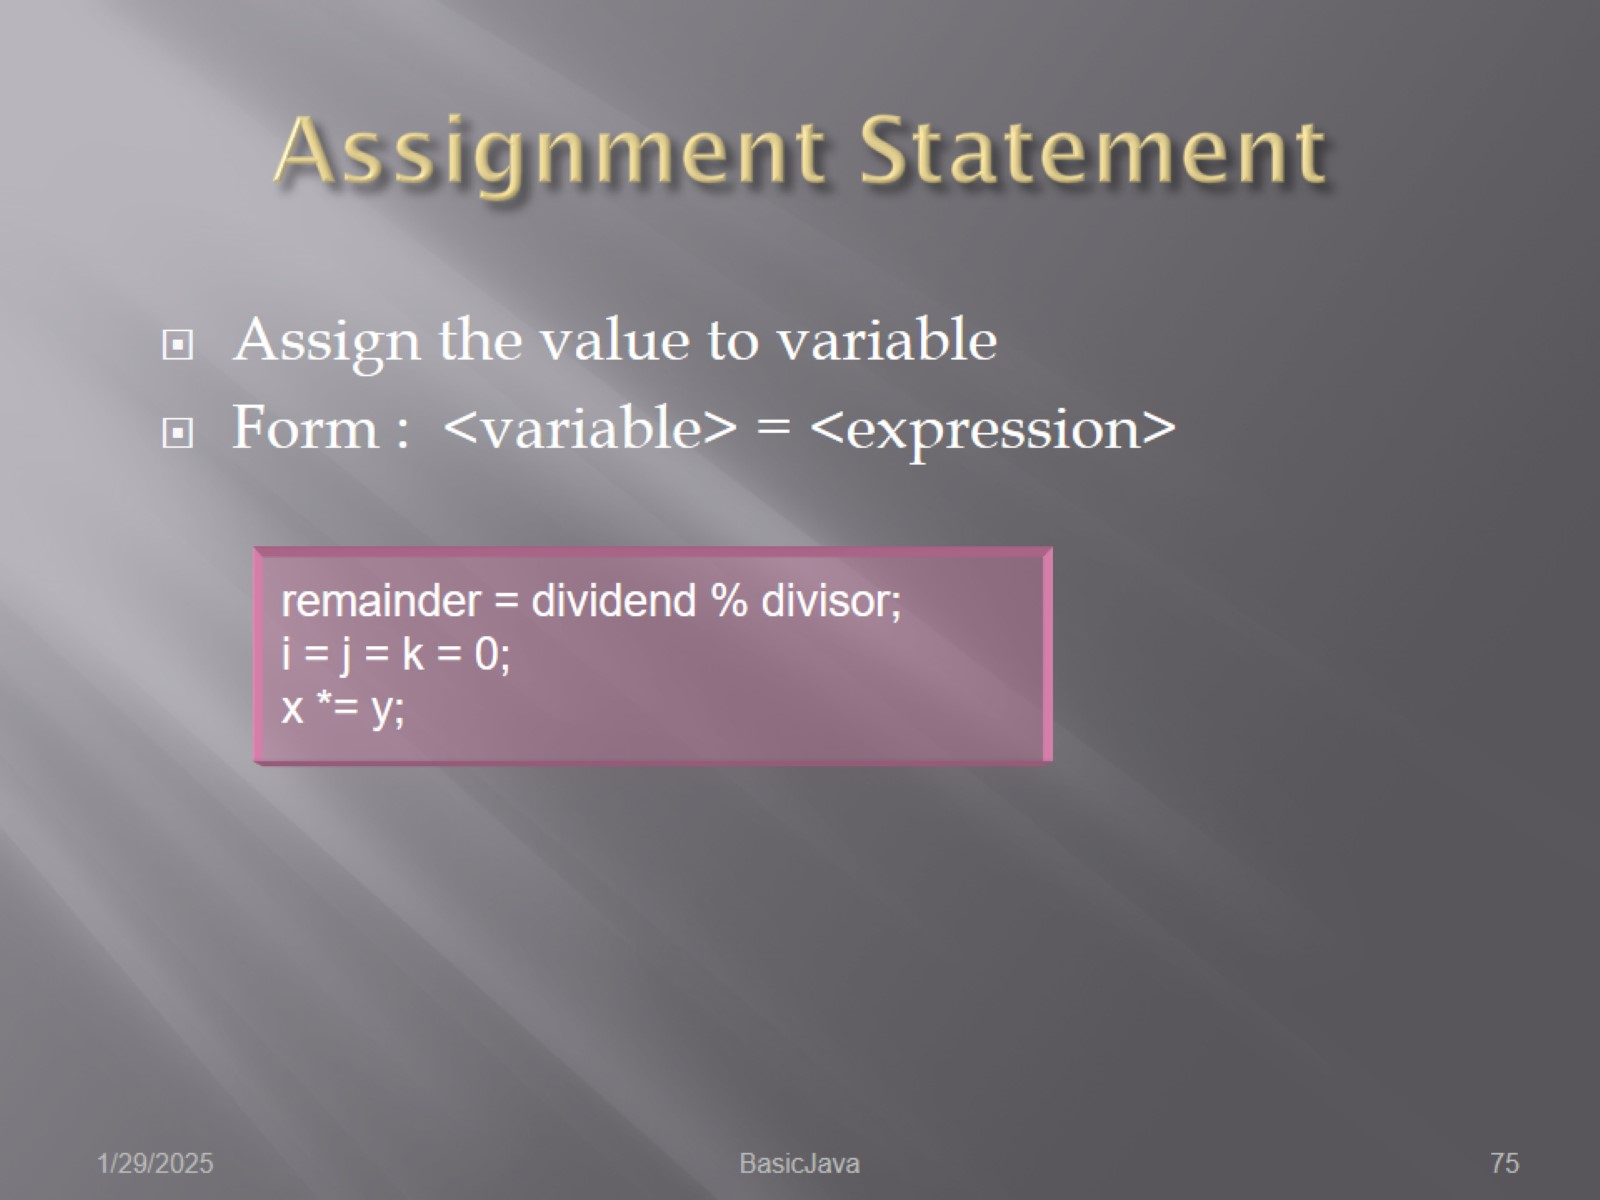 Assignment Statement
Assign the value to variable
Form : <variable> = <expression>
remainder = dividend % divisor;
i = j = k = 0;
x *= y;
1/29/2025
BasicJava
75